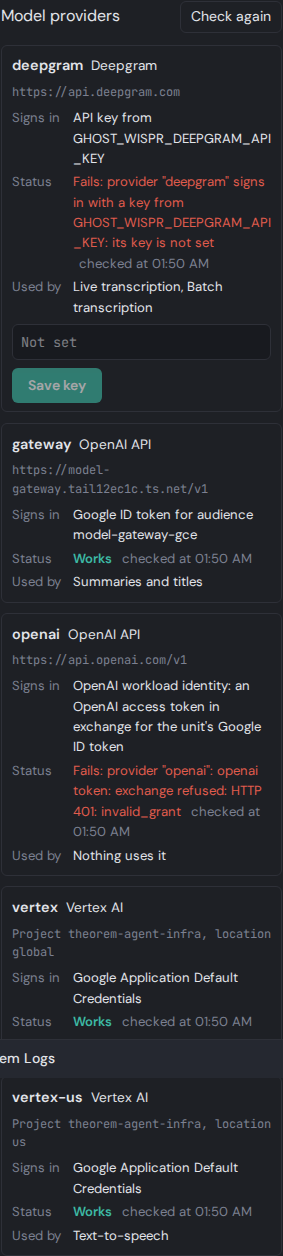 Model providers Check again
deepgram Deepgram
https://api.deepgram.com
Signs in API key from
GHOST_WISPR_DEEPGRAM_API
_KEY
Status Fails: provider "deepgram" signs
in with a key from
GHOST_WISPR_DEEPGRAM_API
_KEY: its key is not set
checked at 01:50 AM
Used by Live transcription, Batch
transcription
Not set
Save key
gateway OpenAI API
https://model-
gateway.tail12ec1c.ts.net/v1
Signs in Google ID token for audience
model-gateway-gce
Status Works checked at 01:50 AM
Used by Summaries and titles
openai OpenAI API
https://api.openai.com/v1
Signs in OpenAI workload identity: an
OpenAI access token in
exchange for the unit's Google
ID token
Status Fails: provider "openai": openai
token: exchange refused: HTTP
401: invalid_grant checked at
01:50 AM
Used by Nothing uses it
vertex Vertex AI
Project theorem-agent-infra, location
global
Signs in Google Application Default
Credentials
Status Works checked at 01:50 AM
em Logs
vertex-us Vertex AI
Project theorem-agent-infra, location
us
Signs in Google Application Default
Credentials
Status Works checked at 01:50 AM
Used by Text-to-speech